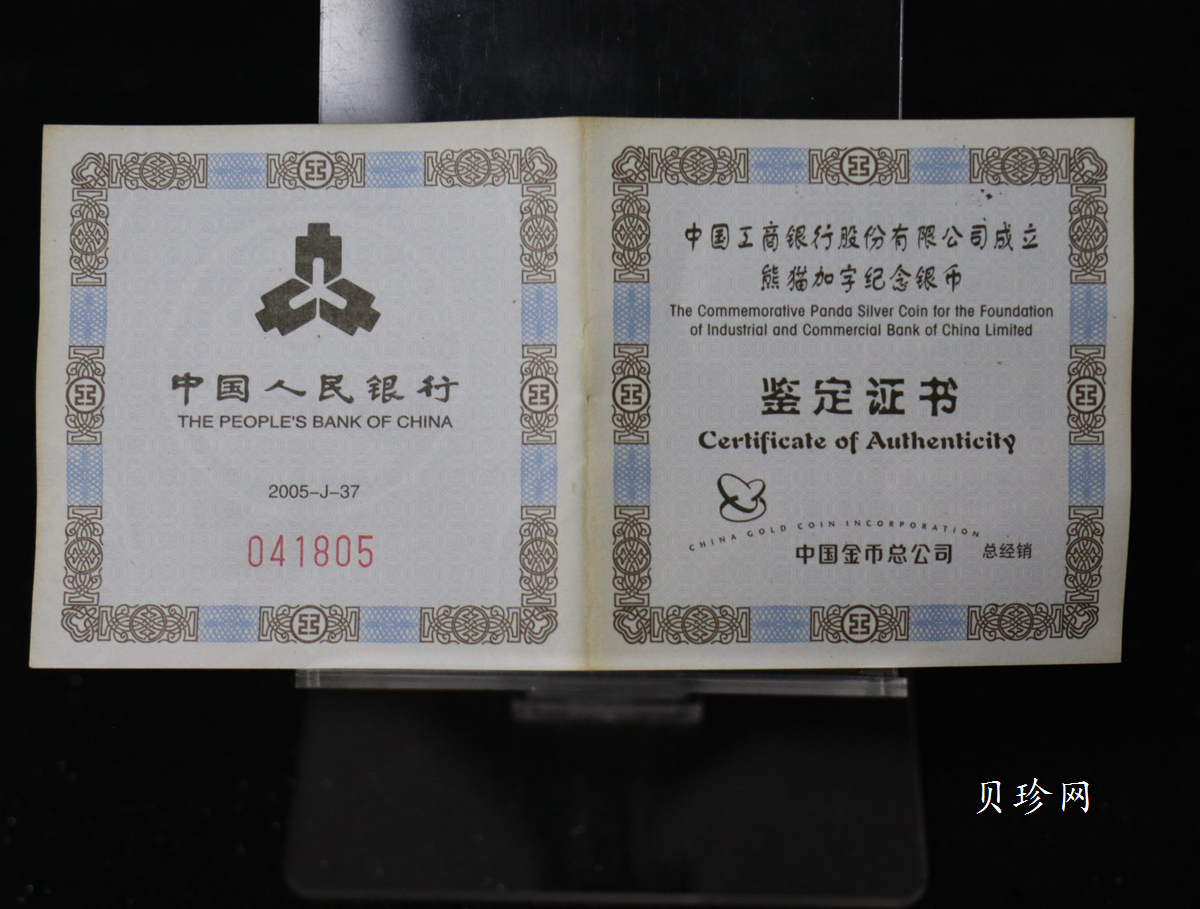 中国人民银行
THE PEOPLE'S BANK OF CHINA
2005-J-37
041805
中国工商银行股份有限公司成立
熊猫加字纪念银币
The Commemorative Panda Silver Coin for the Foundation
of Industrial and Commercial Bank of China Limited
鉴定证书
Certificate of Authenticity
CHINA GOLD COIN INCORPORATION
中国金币总公司 总经销
贝珍网